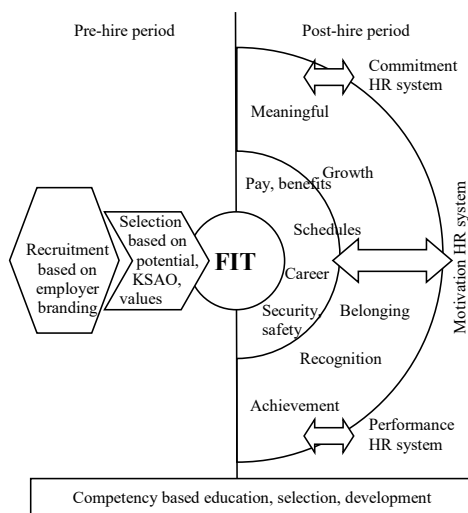 Pre-hire period
Post-hire period
Commitment
HR system
Meaningful
Growth
Pay, benefits
Recruitment
based on
employer
branding
Selection
based on
potential,
KSAO,
values
FIT
Schedules
Career
Security,
safety
Belonging
Recognition
Achievement
Motivation HR system
Performance
HR system
Competency based education, selection, development